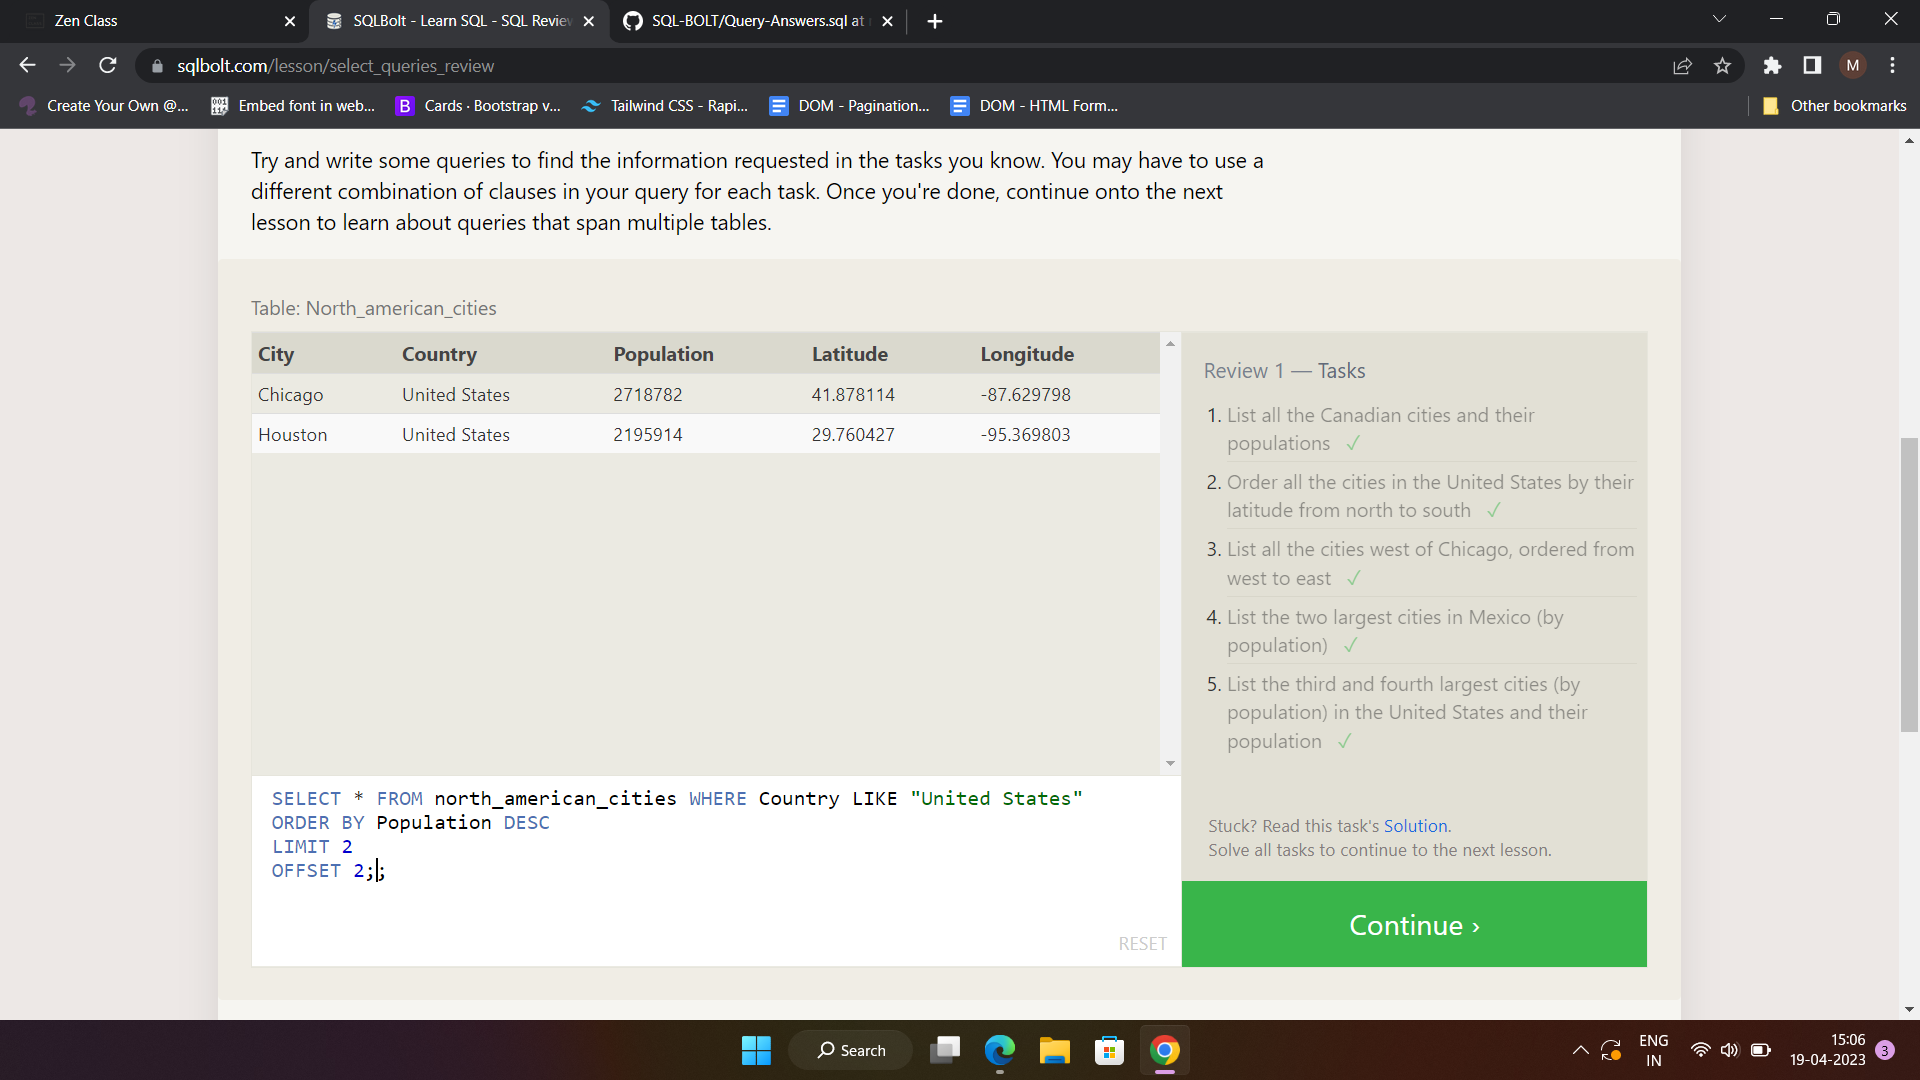 Zen Class
SQLBolt - Learn SQL - SQL Review
SQL-BOLT/Query-Answers.sql at
sqlbolt.com/lesson/select_queries_review
M
Create Your Own @...
Embed font in web...
B
Cards · Bootstrap v...
Tailwind CSS - Rapi...
DOM - Pagination...
DOM - HTML Form...
Other bookmarks
Try and write some queries to find the information requested in the tasks you know. You may have to use a
different combination of clauses in your query for each task. Once you're done, continue onto the next
lesson to learn about queries that span multiple tables.
Table: North_american_cities
City Country Population Latitude Longitude
Chicago United States 2718782 41.878114 -87.629798
Houston United States 2195914 29.760427 -95.369803
Review 1 — Tasks
1. List all the Canadian cities and their
populations ✓
2. Order all the cities in the United States by their
latitude from north to south ✓
3. List all the cities west of Chicago, ordered from
west to east ✓
4. List the two largest cities in Mexico (by
population) ✓
5. List the third and fourth largest cities (by
population) in the United States and their
population ✓
SELECT * FROM north_american_cities WHERE Country LIKE "United States"
ORDER BY Population DESC
LIMIT 2
OFFSET 2;;
RESET
Stuck? Read this task's Solution.
Solve all tasks to continue to the next lesson.
Continue ›
Search
ENG
IN
15:06
19-04-2023
3